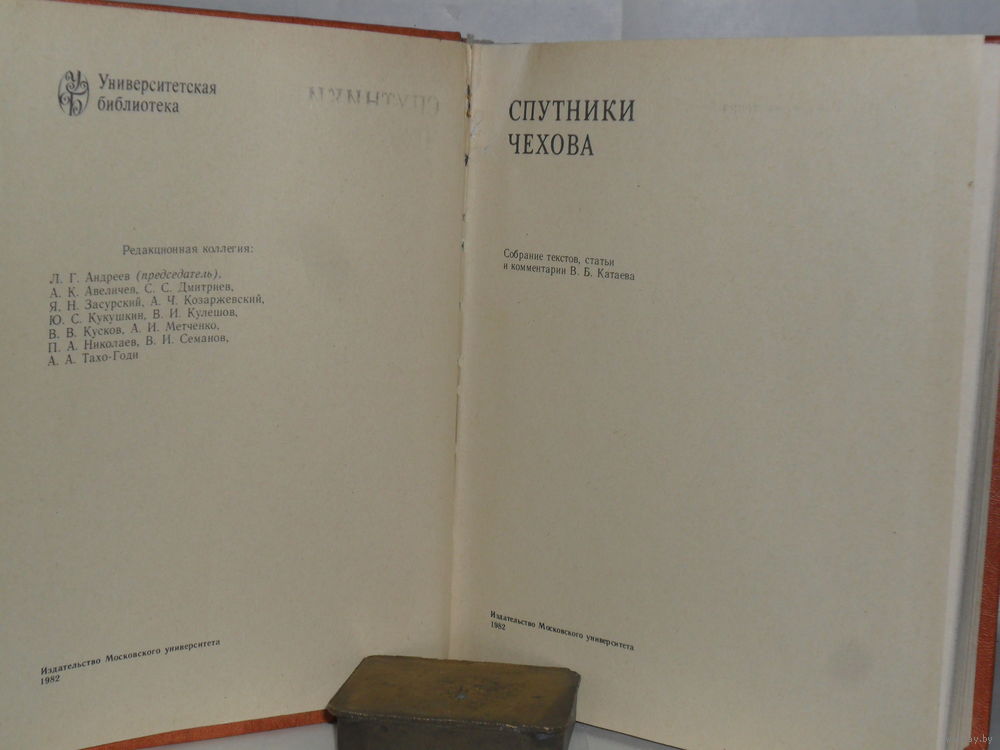 Университетская
библиотека
Редакционная коллегия:
Л. Г. Андреев (председатель),
А. К. Авеличев, С. С. Дмитриев,
Я. Н. Засурский, А. Ч. Козаржевский,
Ю. С. Кукушкин, В. И. Кулешов,
В. В. Кусков, А. И. Метченко,
П. А. Николаев, В. И. Семанов,
А. А. Тахо-Годи
Издательство Московского университета
1982
СПУТНИКИ
ЧЕХОВА
Собрание текстов, статьи
и комментарии В. Б. Катаева
Издательство Московского университета
1982